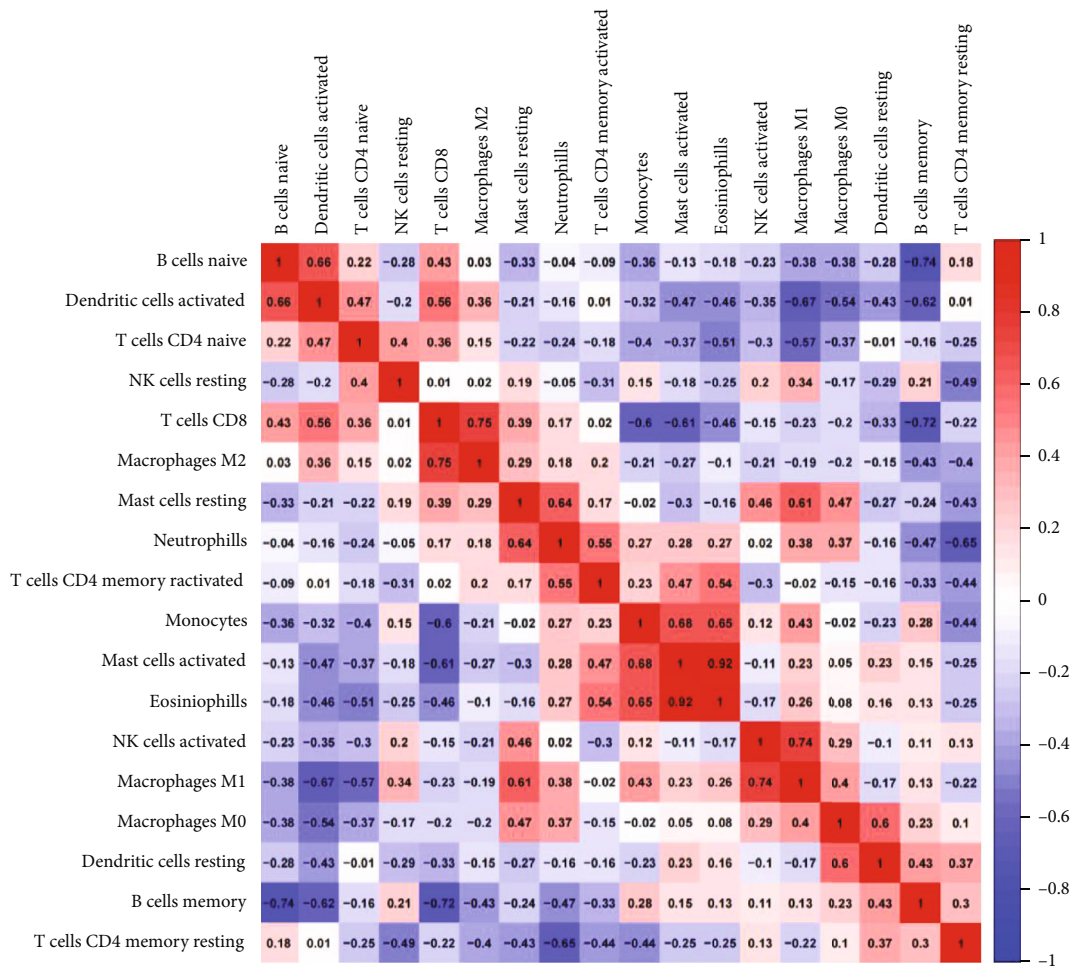 B cells naive
Dendritic cells activated
T cells CD4 naive
NK cells resting
T cells CD8
Macrophages M2
Mast cells resting
Neutrophills
T cells CD4 memory activated
Monocytes
Mast cells activated
Eosiniophills
NK cells activated
Macrophages M1
Macrophages M0
Dendritic cells resting
B cells memory
T cells CD4 memory resting
B cells naive 1 0.66 0.22 −0.28 0.43 0.03 −0.33 −0.04 −0.09 −0.36 −0.13 −0.18 −0.23 −0.38 −0.38 −0.28 −0.74 0.18
Dendritic cells activated 0.66 1 0.47 −0.2 0.56 0.36 −0.21 −0.16 0.01 −0.32 −0.47 −0.46 −0.35 −0.67 −0.54 −0.43 −0.62 0.01
T cells CD4 naive 0.22 0.47 1 0.4 0.36 0.15 −0.22 −0.24 −0.18 −0.4 −0.37 −0.51 −0.3 −0.57 −0.37 −0.01 −0.16 −0.25
NK cells resting −0.28 −0.2 0.4 1 0.01 0.02 0.19 −0.05 −0.31 0.15 −0.18 −0.25 0.2 0.34 −0.17 −0.29 0.21 −0.49
T cells CD8 0.43 0.56 0.36 0.01 1 0.75 0.39 0.17 0.02 −0.6 −0.61 −0.46 −0.15 −0.23 −0.2 −0.33 −0.72 −0.22
Macrophages M2 0.03 0.36 0.15 0.02 0.75 1 0.29 0.18 0.2 −0.21 −0.27 −0.1 −0.21 −0.19 −0.2 −0.15 −0.43 −0.4
Mast cells resting −0.33 −0.21 −0.22 0.19 0.39 0.29 1 0.64 0.17 −0.02 −0.3 −0.16 0.46 0.61 0.47 −0.27 −0.24 −0.43
Neutrophills −0.04 −0.16 −0.24 −0.05 0.17 0.18 0.64 1 0.55 0.27 0.28 0.27 0.02 0.38 0.37 −0.16 −0.47 −0.65
T cells CD4 memory ractivated −0.09 0.01 −0.18 −0.31 0.02 0.2 0.17 0.55 1 0.23 0.47 0.54 −0.3 −0.02 −0.15 −0.16 −0.33 −0.44
Monocytes −0.36 −0.32 −0.4 0.15 −0.6 −0.21 −0.02 0.27 0.23 1 0.68 0.65 0.12 0.43 −0.02 −0.23 0.28 −0.44
Mast cells activated −0.13 −0.47 −0.37 −0.18 −0.61 −0.27 −0.3 0.28 0.47 0.68 1 0.92 −0.11 0.23 0.05 0.23 0.15 −0.25
Eosiniophills −0.18 −0.46 −0.51 −0.25 −0.46 −0.1 −0.16 0.27 0.54 0.65 0.92 1 −0.17 0.26 0.08 0.16 0.13 −0.25
NK cells activated −0.23 −0.35 −0.3 0.2 −0.15 −0.21 0.46 0.02 −0.3 0.12 −0.11 −0.17 1 0.74 0.29 −0.1 0.11 0.13
Macrophages M1 −0.38 −0.67 −0.57 0.34 −0.23 −0.19 0.61 0.38 −0.02 0.43 0.23 0.26 0.74 1 0.4 −0.17 0.13 −0.22
Macrophages M0 −0.38 −0.54 −0.37 −0.17 −0.2 −0.2 0.47 0.37 −0.15 −0.02 0.05 0.08 0.29 0.4 1 0.6 0.23 0.1
Dendritic cells resting −0.28 −0.43 −0.01 −0.29 −0.33 −0.15 −0.27 −0.16 −0.16 −0.23 0.23 0.16 −0.1 −0.17 0.6 1 0.43 0.37
B cells memory −0.74 −0.62 −0.16 0.21 −0.72 −0.43 −0.24 −0.47 −0.33 0.28 0.15 0.13 0.11 0.13 0.23 0.43 1 0.3
T cells CD4 memory resting 0.18 0.01 −0.25 −0.49 −0.22 −0.4 −0.43 −0.65 −0.44 −0.44 −0.25 −0.25 0.13 −0.22 0.1 0.37 0.3 1
1
0.8
0.6
0.4
0.2
0
−0.2
−0.4
−0.6
−0.8
−1